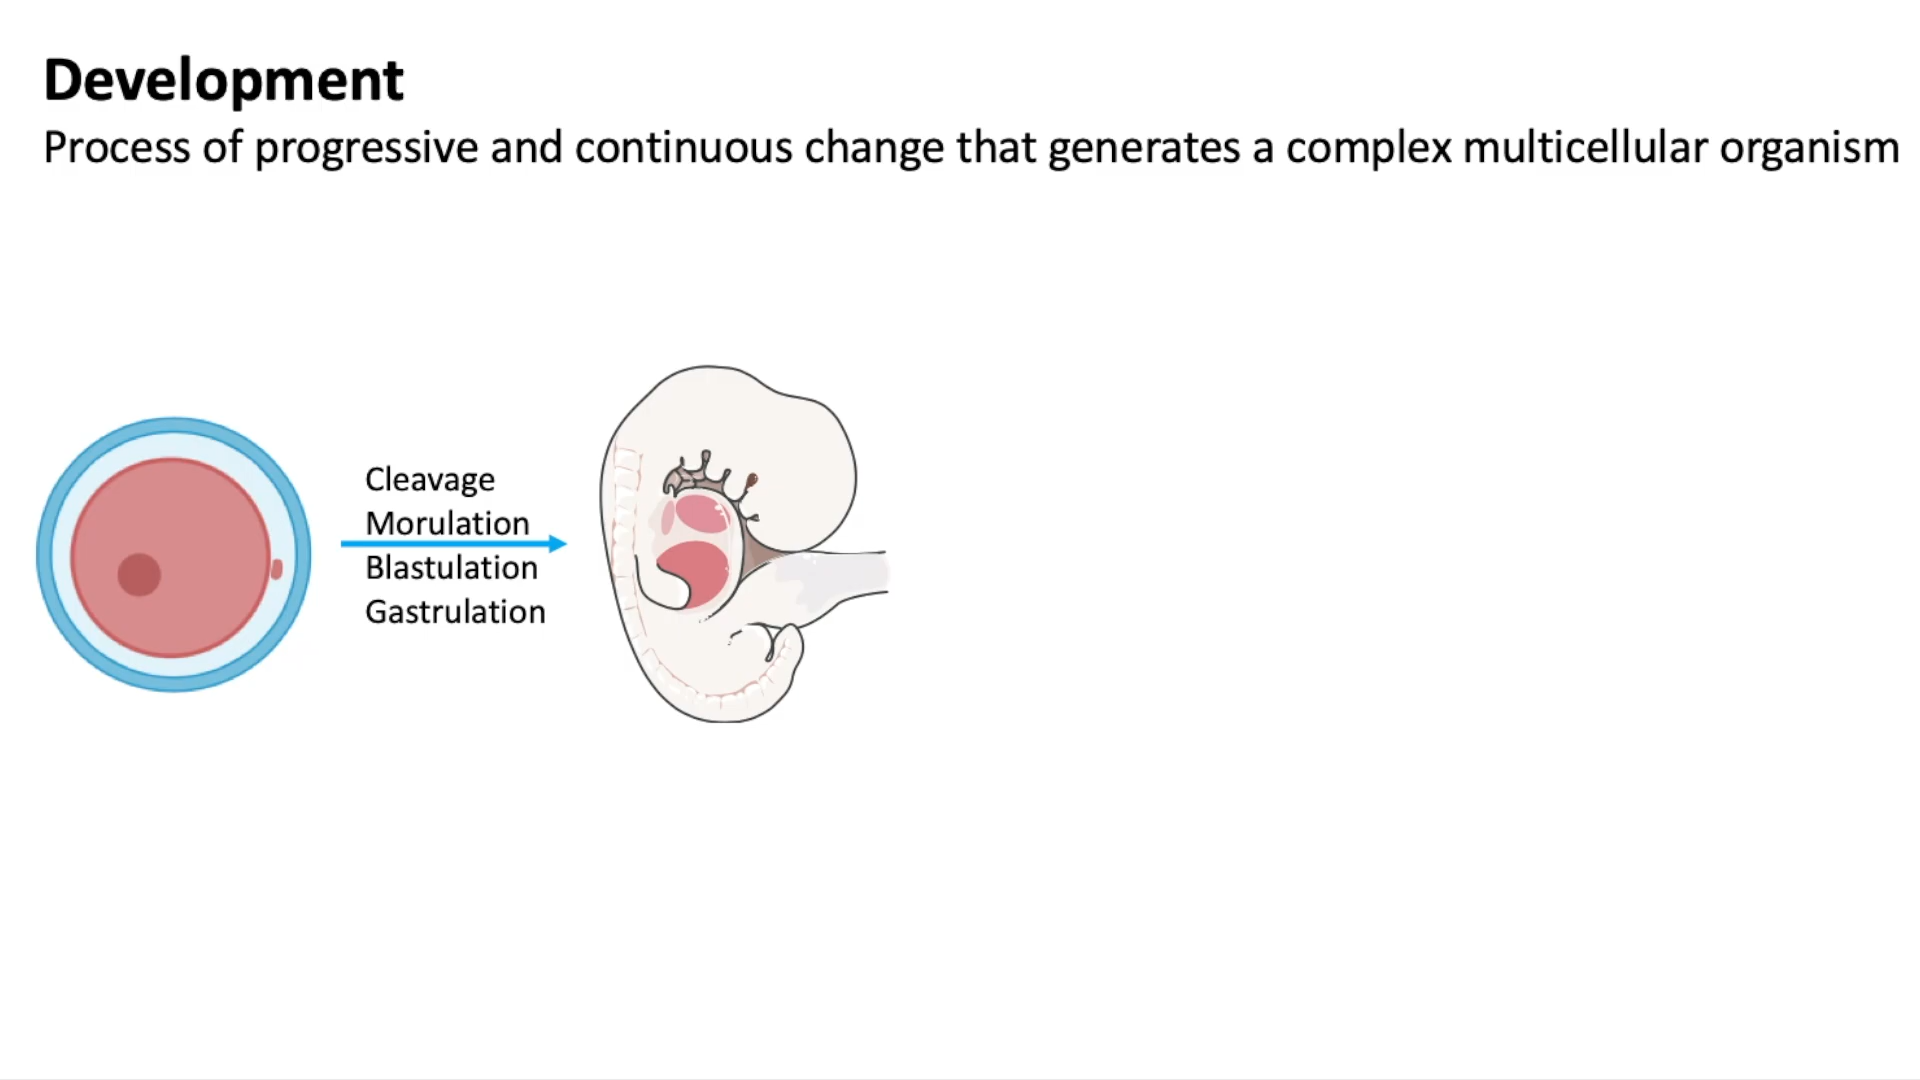 Development
Process of progressive and continuous change that generates a complex multicellular organism
Cleavage
Morulation
Blastulation
Gastrulation